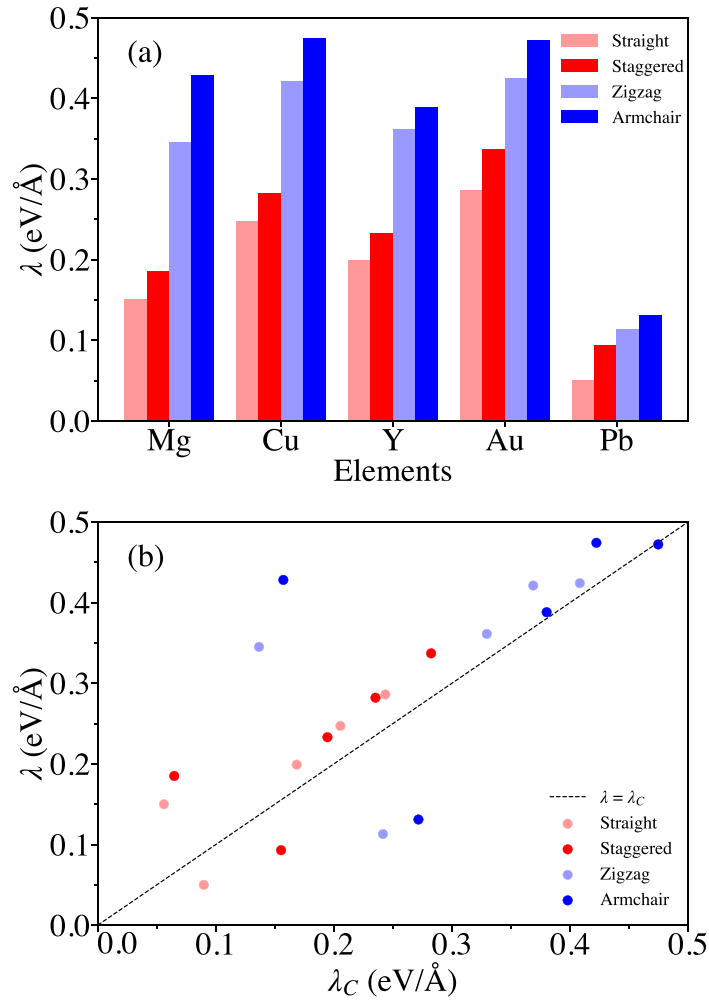 (a)
Straight
Staggered
Zigzag
Armchair
0.5
0.4
0.3
0.2
0.1
0.0
λ (eV/Å)
Mg Cu Y Au Pb
Elements
(b)
0.5
0.4
0.3
0.2
0.1
0.0
λ (eV/Å)
λ = λC
Straight
Staggered
Zigzag
Armchair
0.0 0.1 0.2 0.3 0.4 0.5
λC (eV/Å)